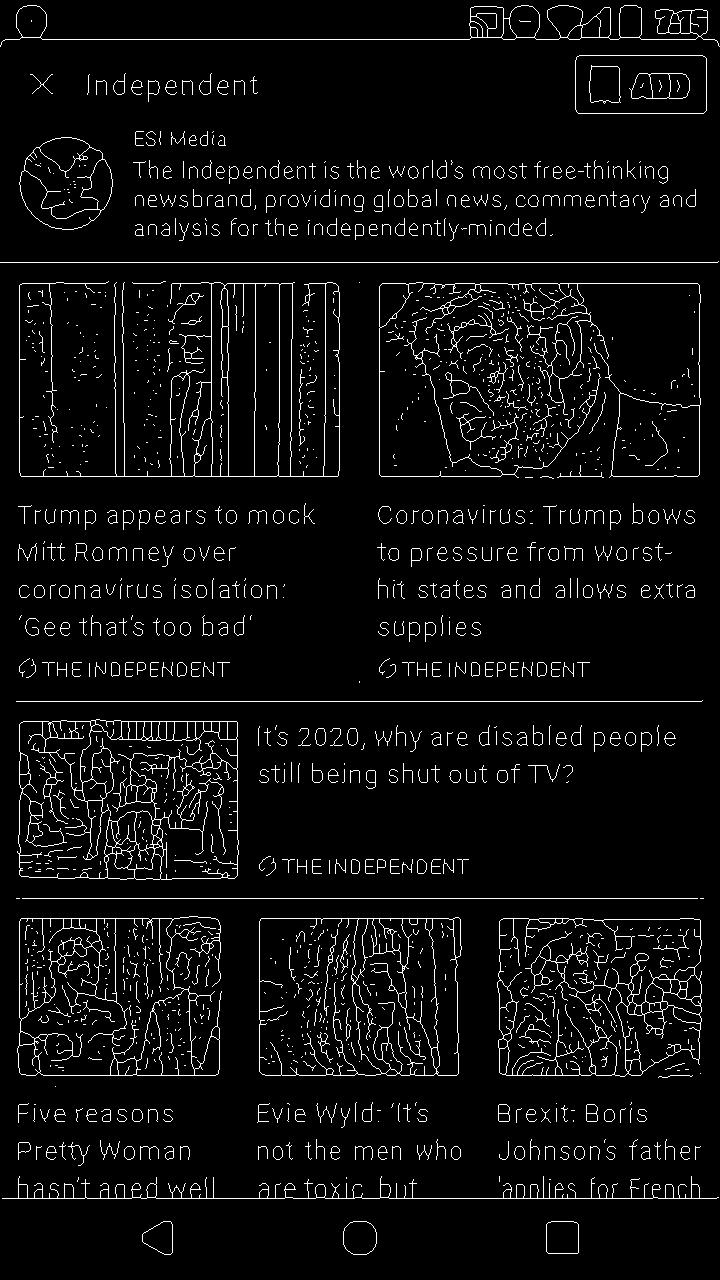 7:15
Independent
ADD
ESI Media
The Independent is the world's most free-thinking
newsbrand, providing global news, commentary and
analysis for the independently-minded.
Trump appears to mock
Mitt Romney over
coronavirus isolation:
'Gee that's too bad'
THE INDEPENDENT
Coronavirus: Trump bows
to pressure from worst-
hit states and allows extra
supplies
THE INDEPENDENT
It's 2020, why are disabled people
still being shut out of TV?
THE INDEPENDENT
Five reasons
Pretty Woman
hasn't aged well
Evie Wyld: 'It's
not the men who
are toxic, but
Brexit: Boris
Johnson's father
'applies for French